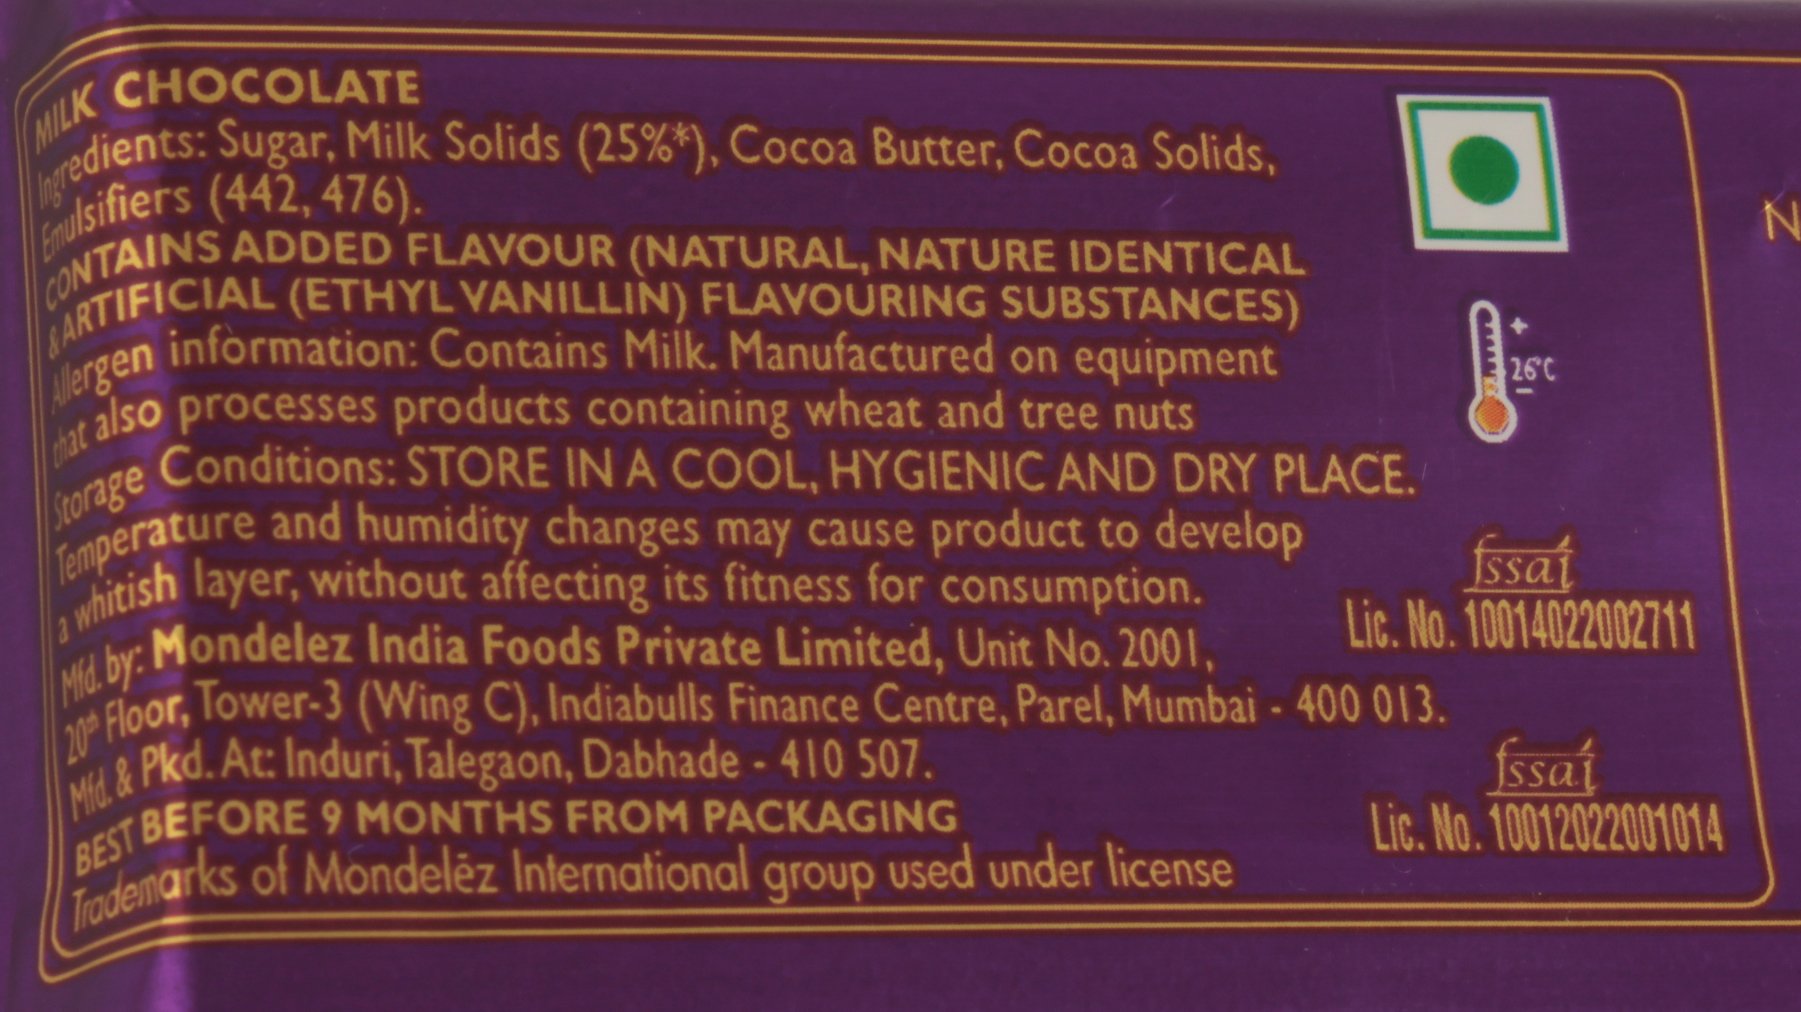 MILK CHOCOLATE
Ingredients: Sugar, Milk Solids (25%*), Cocoa Butter, Cocoa Solids,
Emulsifiers (442, 476).
CONTAINS ADDED FLAVOUR (NATURAL, NATURE IDENTICAL
& ARTIFICIAL (ETHYL VANILLIN) FLAVOURING SUBSTANCES)
Allergen information: Contains Milk. Manufactured on equipment
that also processes products containing wheat and tree nuts
Storage Conditions: STORE IN A COOL, HYGIENIC AND DRY PLACE.
Temperature and humidity changes may cause product to develop
a whitish layer, without affecting its fitness for consumption.
Mfd. by: Mondelez India Foods Private Limited, Unit No. 2001,
20th Floor, Tower-3 (Wing C), Indiabulls Finance Centre, Parel, Mumbai - 400 013.
Mfd. & Pkd. At: Induri, Talegaon, Dabhade - 410 507.
BEST BEFORE 9 MONTHS FROM PACKAGING
Trademarks of Mondelēz International group used under license
+
26°C
-
fssai
Lic. No. 10014022002711
fssai
Lic. No. 10012022001014
N